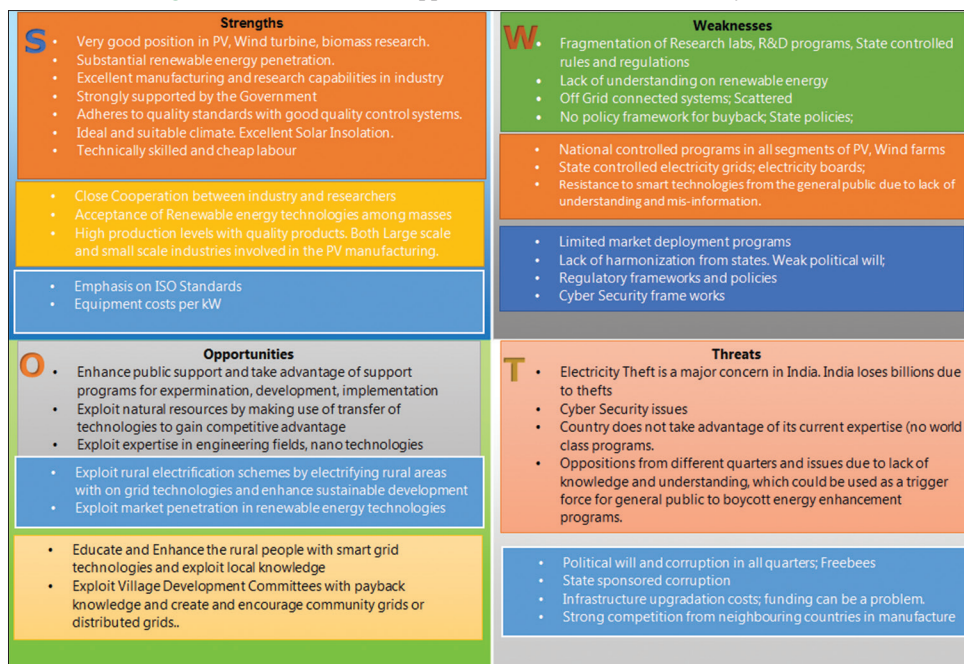 S
Strengths
• Very good position in PV, Wind turbine, biomass research.
• Substantial renewable energy penetration.
• Excellent manufacturing and research capabilities in industry
• Strongly supported by the Government
• Adheres to quality standards with good quality control systems.
• Ideal and suitable climate. Excellent Solar Insolation.
• Technically skilled and cheap labour
• Close Cooperation between industry and researchers
• Acceptance of Renewable energy technologies among masses
• High production levels with quality products. Both Large scale
and small scale industries involved in the PV manufacturing.
• Emphasis on ISO Standards
• Equipment costs per kW
W
Weaknesses
• Fragmentation of Research labs, R&D programs, State controlled
rules and regulations
• Lack of understanding on renewable energy
• Off Grid connected systems; Scattered
• No policy framework for buyback; State policies;
• National controlled programs in all segments of PV, Wind farms
• State controlled electricity grids; electricity boards;
• Resistance to smart technologies from the general public due to lack of
understanding and mis-information.
• Limited market deployment programs
• Lack of harmonization from states. Weak political will;
• Regulatory frameworks and policies
• Cyber Security frame works
O
Opportunities
• Enhance public support and take advantage of support
programs for expermination, development, implementation
• Exploit natural resources by making use of transfer of
technologies to gain competitive advantage
• Exploit expertise in engineering fields, nano technologies
• Exploit rural electrification schemes by electrifying rural areas
with on grid technologies and enhance sustainable development
• Exploit market penetration in renewable energy technologies
• Educate and Enhance the rural people with smart grid
technologies and exploit local knowledge
• Exploit Village Development Committees with payback
knowledge and create and encourage community grids or
distributed grids..
T
Threats
• Electricity Theft is a major concern in India. India loses billions due
to thefts
• Cyber Security issues
• Country does not take advantage of its current expertise (no world
class programs.
• Oppositions from different quarters and issues due to lack of
knowledge and understanding, which could be used as a trigger
force for general public to boycott energy enhancement
programs.
• Political will and corruption in all quarters; Freebees
• State sponsored corruption
• Infrastructure upgradation costs; funding can be a problem.
• Strong competition from neighbouring countries in manufacture